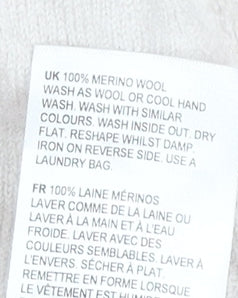 UK 100% MERINO WOOL
WASH AS WOOL OR COOL HAND
WASH. WASH WITH SIMILAR
COLOURS. WASH INSIDE OUT. DRY
FLAT. RESHAPE WHILST DAMP.
IRON ON REVERSE SIDE. USE A
LAUNDRY BAG.
FR 100% LAINE MÉRINOS
LAVER COMME DE LA LAINE OU
LAVER À LA MAIN ET À L'EAU
FROIDE. LAVER AVEC DES
COULEURS SEMBLABLES. LAVER À
L'ENVERS. SÉCHER À PLAT.
REMETTRE EN FORME LORSQUE
LE VÊTEMENT EST